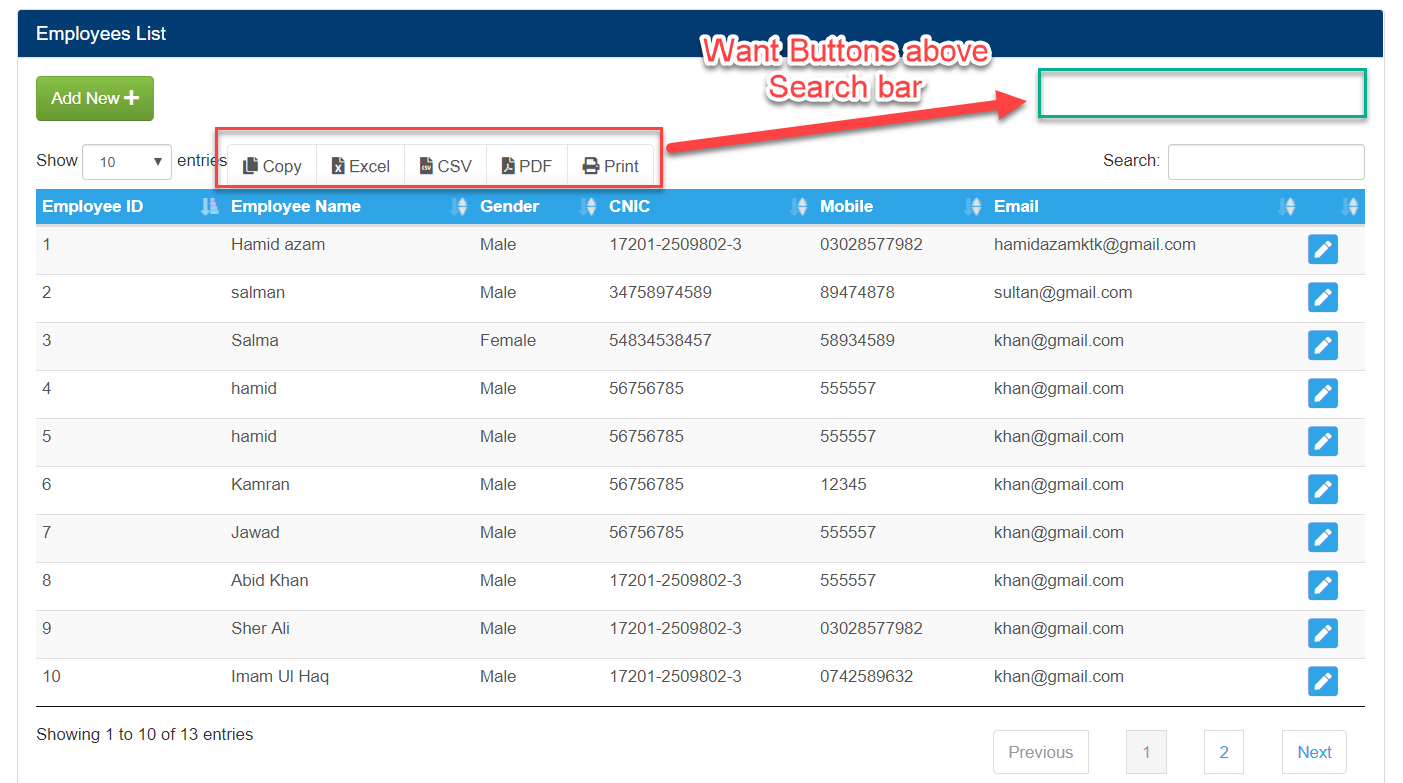 Employees List
Want Buttons above
Search bar
Add New
Show 10 entries Copy Excel CSV PDF Print Search:
Employee ID Employee Name Gender CNIC Mobile Email
1 Hamid azam Male 17201-2509802-3 03028577982 hamidazamktk@gmail.com
2 salman Male 34758974589 89474878 sultan@gmail.com
3 Salma Female 54834538457 58934589 khan@gmail.com
4 hamid Male 56756785 555557 khan@gmail.com
5 hamid Male 56756785 555557 khan@gmail.com
6 Kamran Male 56756785 12345 khan@gmail.com
7 Jawad Male 56756785 555557 khan@gmail.com
8 Abid Khan Male 17201-2509802-3 555557 khan@gmail.com
9 Sher Ali Male 17201-2509802-3 03028577982 khan@gmail.com
10 Imam Ul Haq Male 17201-2509802-3 0742589632 khan@gmail.com
Showing 1 to 10 of 13 entries
Previous 1 2 Next